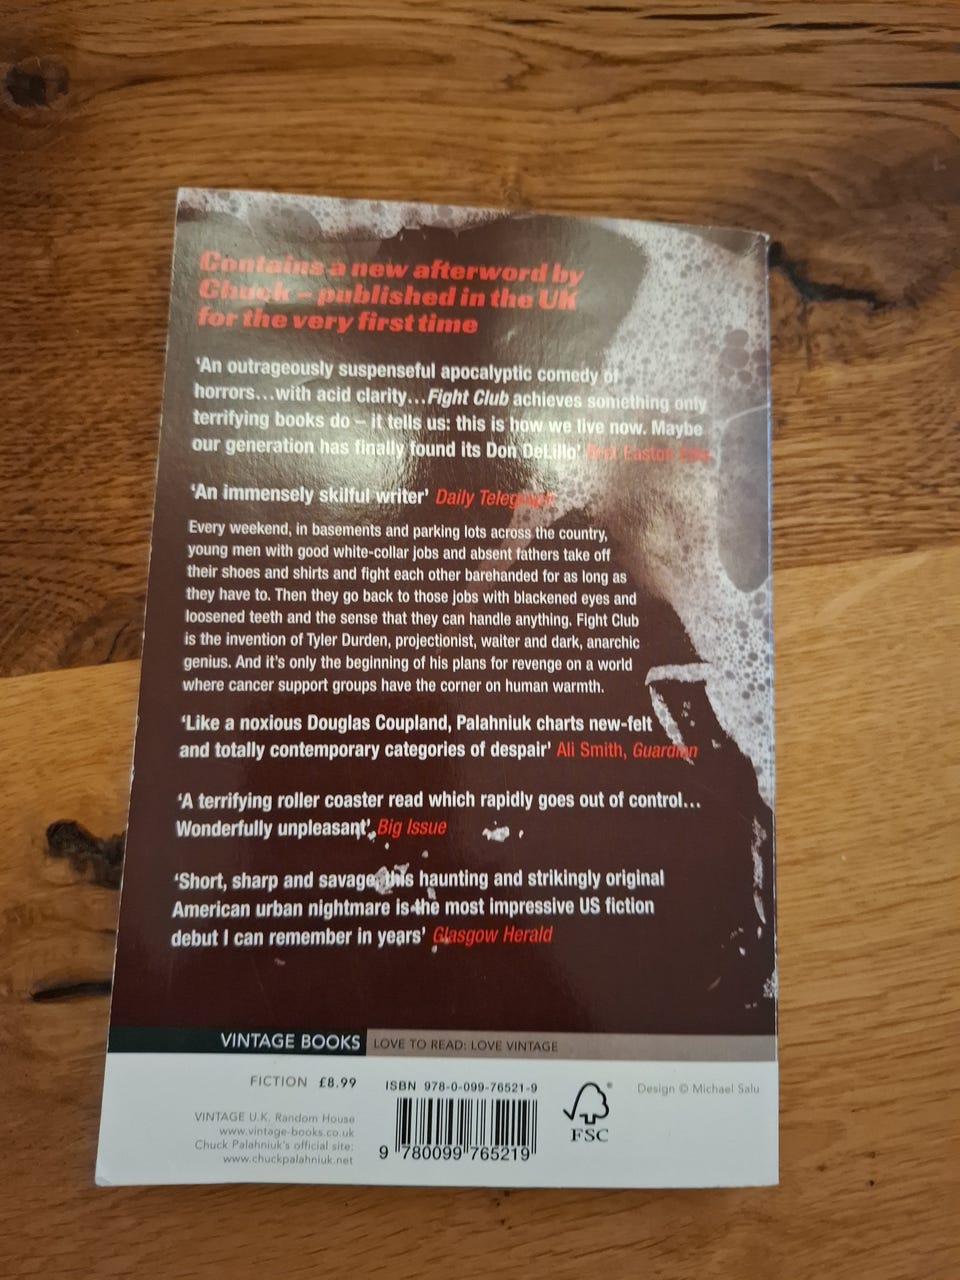 Contains a new afterword by
Chuck – published in the UK
for the very first time
‘An outrageously suspenseful apocalyptic comedy of
horrors…with acid clarity…Fight Club achieves something only
terrifying books do – it tells us: this is how we live now. Maybe
our generation has finally found its Don DeLillo’ Bret Easton Ellis
‘An immensely skilful writer’ Daily Telegraph
Every weekend, in basements and parking lots across the country,
young men with good white-collar jobs and absent fathers take off
their shoes and shirts and fight each other barehanded for as long as
they have to. Then they go back to those jobs with blackened eyes and
loosened teeth and the sense that they can handle anything. Fight Club
is the invention of Tyler Durden, projectionist, waiter and dark, anarchic
genius. And it's only the beginning of his plans for revenge on a world
where cancer support groups have the corner on human warmth.
‘Like a noxious Douglas Coupland, Palahniuk charts new-felt
and totally contemporary categories of despair’ Ali Smith, Guardian
‘A terrifying roller coaster read which rapidly goes out of control…
Wonderfully unpleasant’, Big Issue
‘Short, sharp and savage, this haunting and strikingly original
American urban nightmare is the most impressive US fiction
debut I can remember in years’ Glasgow Herald
VINTAGE BOOKS LOVE TO READ: LOVE VINTAGE
FICTION £8.99
VINTAGE U.K. Random House
www.vintage-books.co.uk
Chuck Palahniuk's official site:
www.chuckpalahniuk.net
ISBN 978-0-099-76521-9
9 780099 765219
FSC
®
Design © Michael Salu